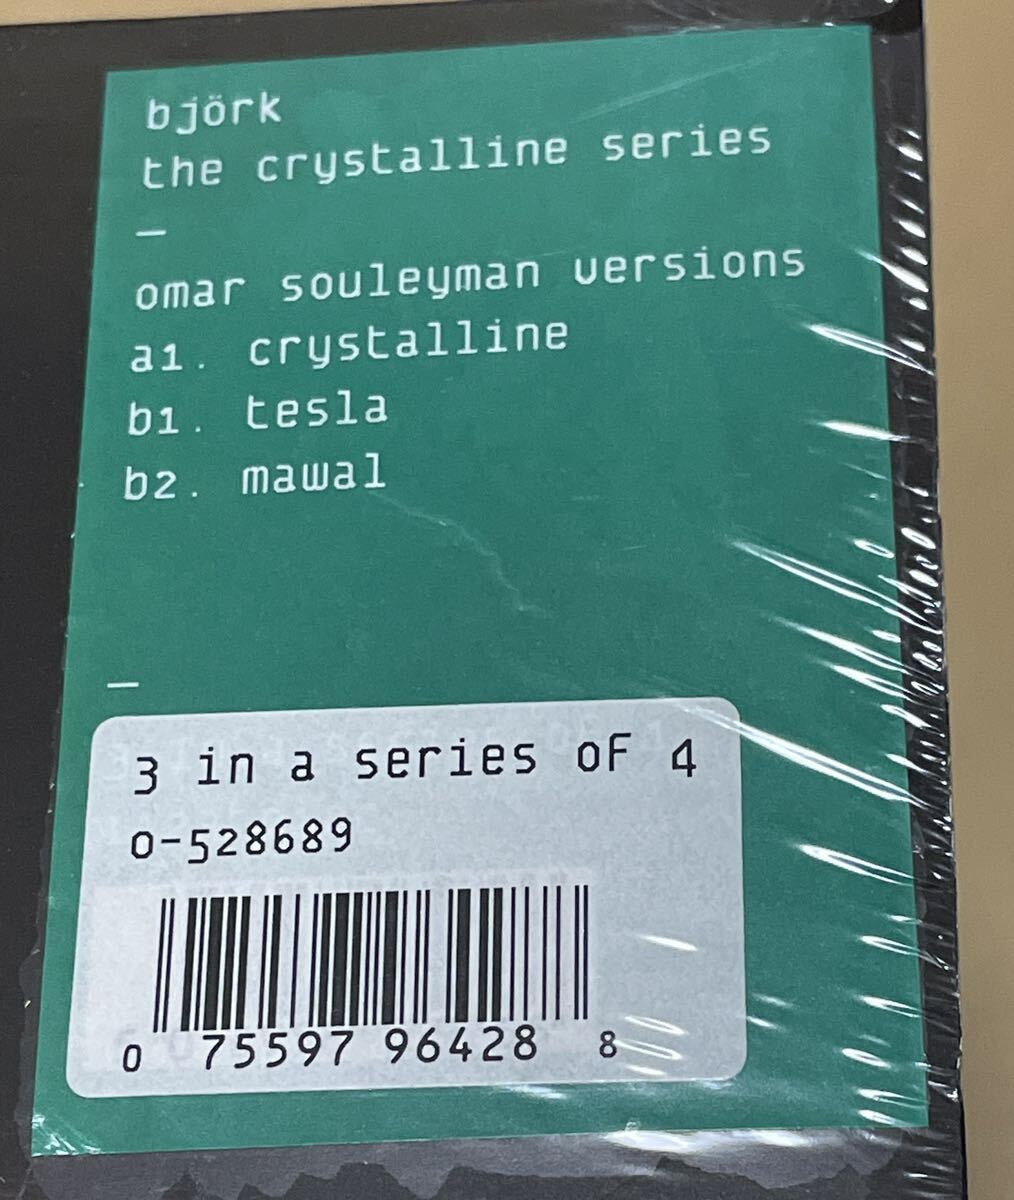 björk
the crystalline series
—
omar souleyman versions
a1. crystalline
b1. tesla
b2. mawal
—
3 in a series of 4
0-528689
0 75597 96428 8